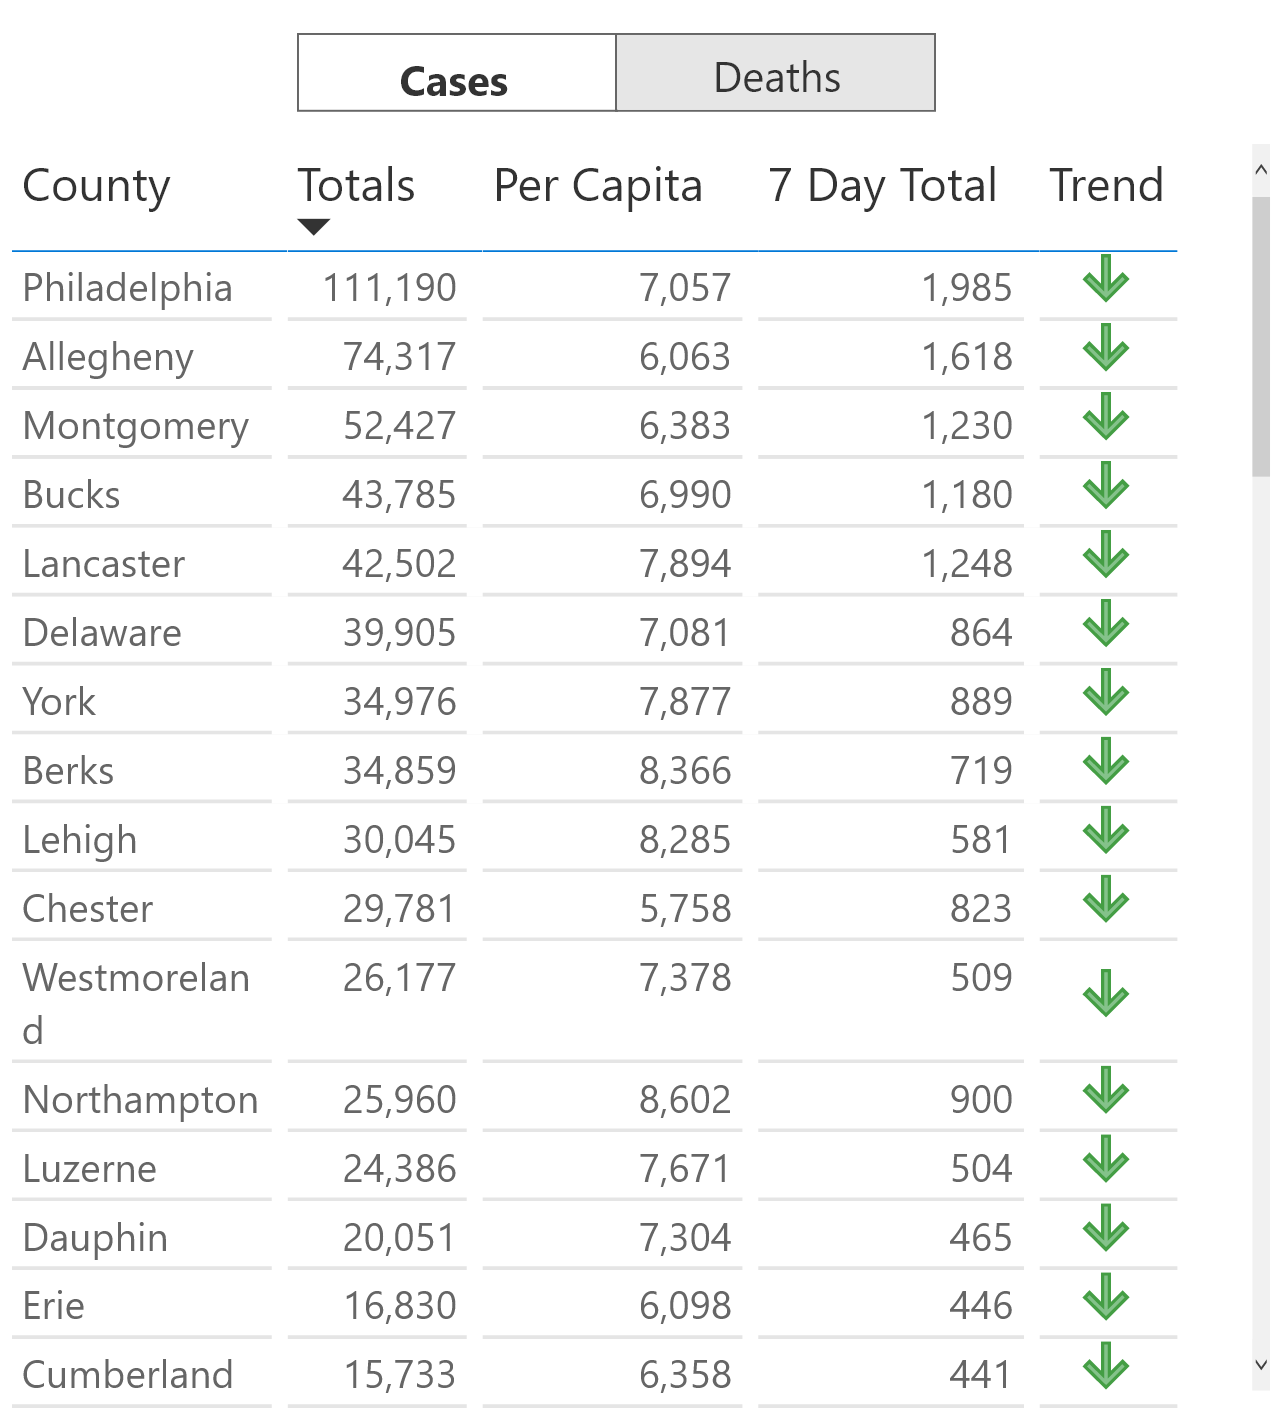 Cases Deaths
County Totals Per Capita 7 Day Total Trend
Philadelphia 111,190 7,057 1,985
Allegheny 74,317 6,063 1,618
Montgomery 52,427 6,383 1,230
Bucks 43,785 6,990 1,180
Lancaster 42,502 7,894 1,248
Delaware 39,905 7,081 864
York 34,976 7,877 889
Berks 34,859 8,366 719
Lehigh 30,045 8,285 581
Chester 29,781 5,758 823
Westmorelan 26,177 7,378 509
d
Northampton 25,960 8,602 900
Luzerne 24,386 7,671 504
Dauphin 20,051 7,304 465
Erie 16,830 6,098 446
Cumberland 15,733 6,358 441